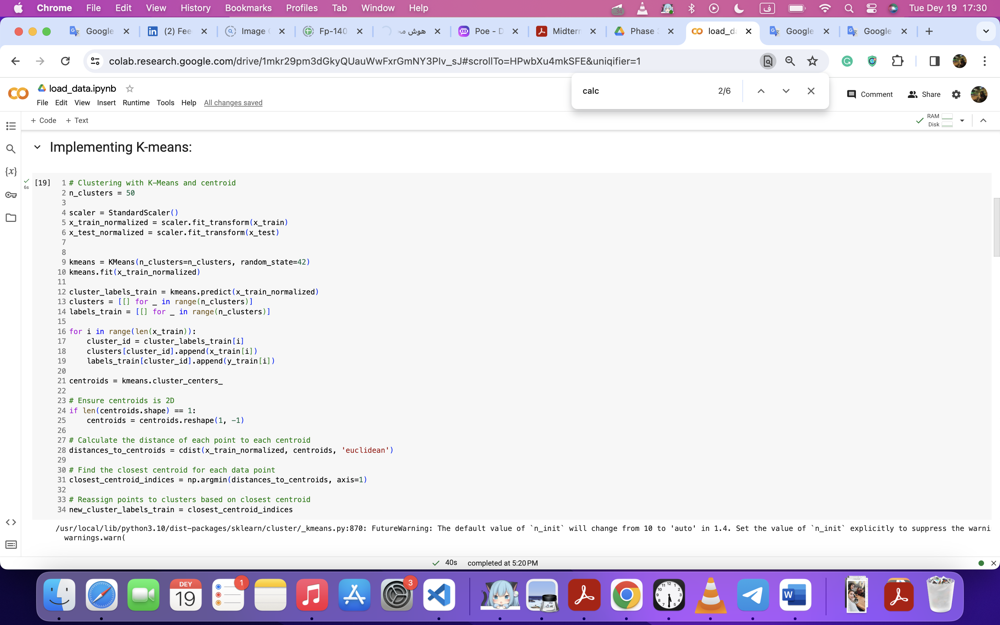 Chrome File Edit View History Bookmarks Profiles Tab Window Help Tue Dey 19 17:30
Google (2) Fee Image Fp-140 هوش مه Poe - D Midterm Phase load_da Google Google
colab.research.google.com/drive/1mkr29pm3dGkyQUauWwFxrGmNY3PIv_sJ#scrollTo=HPwbXu4mkSFE&uniqifier=1
calc 2/6
load_data.ipynb
Comment Share
File Edit View Insert Runtime Tools Help All changes saved
+ Code + Text
RAM
Disk
Implementing K-means:
[19]
6s
1 # Clustering with K-Means and centroid
2 n_clusters = 50
3
4 scaler = StandardScaler()
5 x_train_normalized = scaler.fit_transform(x_train)
6 x_test_normalized = scaler.fit_transform(x_test)
7
8
9 kmeans = KMeans(n_clusters=n_clusters, random_state=42)
10 kmeans.fit(x_train_normalized)
11
12 cluster_labels_train = kmeans.predict(x_train_normalized)
13 clusters = [[] for _ in range(n_clusters)]
14 labels_train = [[] for _ in range(n_clusters)]
15
16 for i in range(len(x_train)):
17     cluster_id = cluster_labels_train[i]
18     clusters[cluster_id].append(x_train[i])
19     labels_train[cluster_id].append(y_train[i])
20
21 centroids = kmeans.cluster_centers_
22
23 # Ensure centroids is 2D
24 if len(centroids.shape) == 1:
25     centroids = centroids.reshape(1, -1)
26
27 # Calculate the distance of each point to each centroid
28 distances_to_centroids = cdist(x_train_normalized, centroids, 'euclidean')
29
30 # Find the closest centroid for each data point
31 closest_centroid_indices = np.argmin(distances_to_centroids, axis=1)
32
33 # Reassign points to clusters based on closest centroid
34 new_cluster_labels_train = closest_centroid_indices
/usr/local/lib/python3.10/dist-packages/sklearn/cluster/_kmeans.py:870: FutureWarning: The default value of `n_init` will change from 10 to 'auto' in 1.4. Set the value of `n_init` explicitly to suppress the warni
  warnings.warn(
40s completed at 5:20 PM
DEY
19
1
3